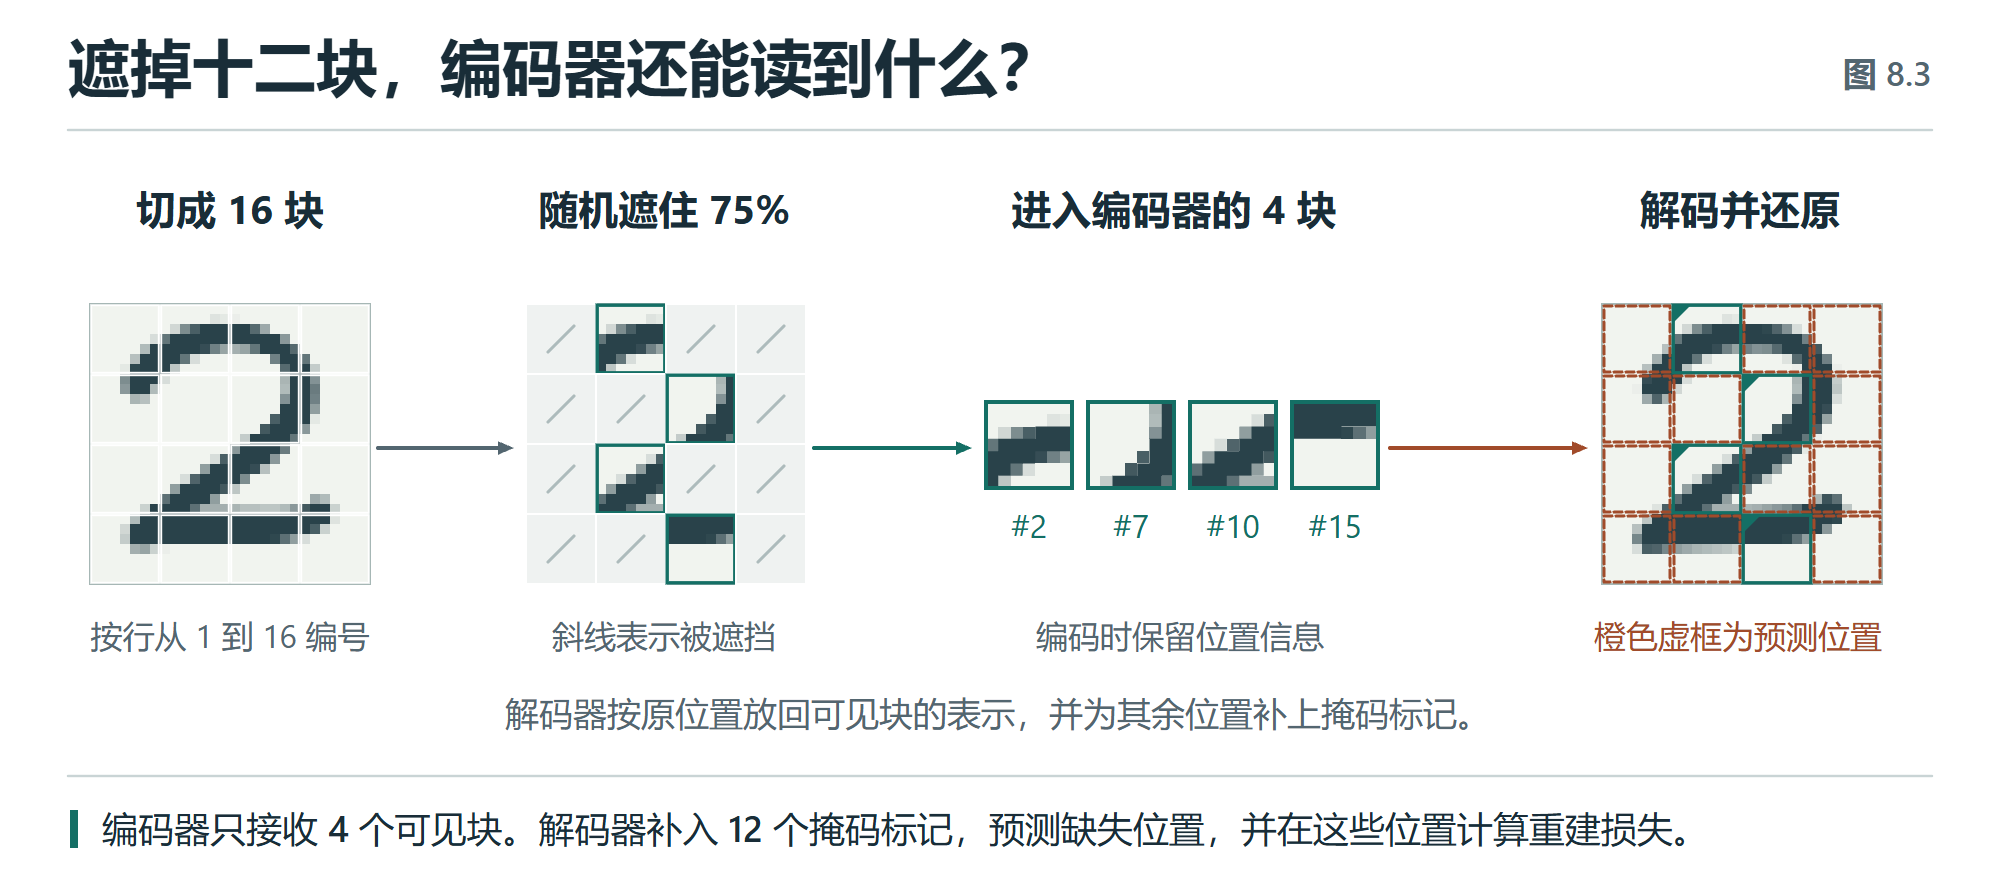 遮掉十二块，编码器还能读到什么？
图 8.3
切成 16 块
随机遮住 75%
进入编码器的 4 块
解码并还原
#2
#7
#10
#15
按行从 1 到 16 编号
斜线表示被遮挡
编码时保留位置信息
橙色虚框为预测位置
解码器按原位置放回可见块的表示，并为其余位置补上掩码标记。
编码器只接收 4 个可见块。解码器补入 12 个掩码标记，预测缺失位置，并在这些位置计算重建损失。